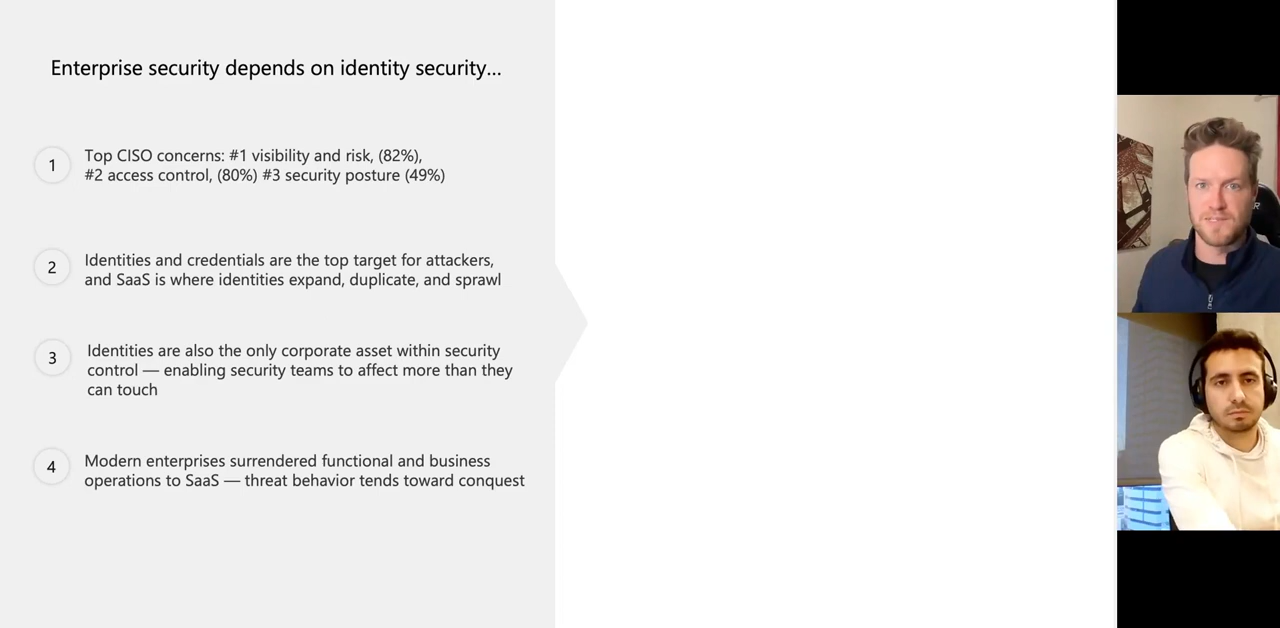 Enterprise security depends on identity security...
1
Top CISO concerns: #1 visibility and risk, (82%),
#2 access control, (80%) #3 security posture (49%)
2
Identities and credentials are the top target for attackers,
and SaaS is where identities expand, duplicate, and sprawl
3
Identities are also the only corporate asset within security
control — enabling security teams to affect more than they
can touch
4
Modern enterprises surrendered functional and business
operations to SaaS — threat behavior tends toward conquest